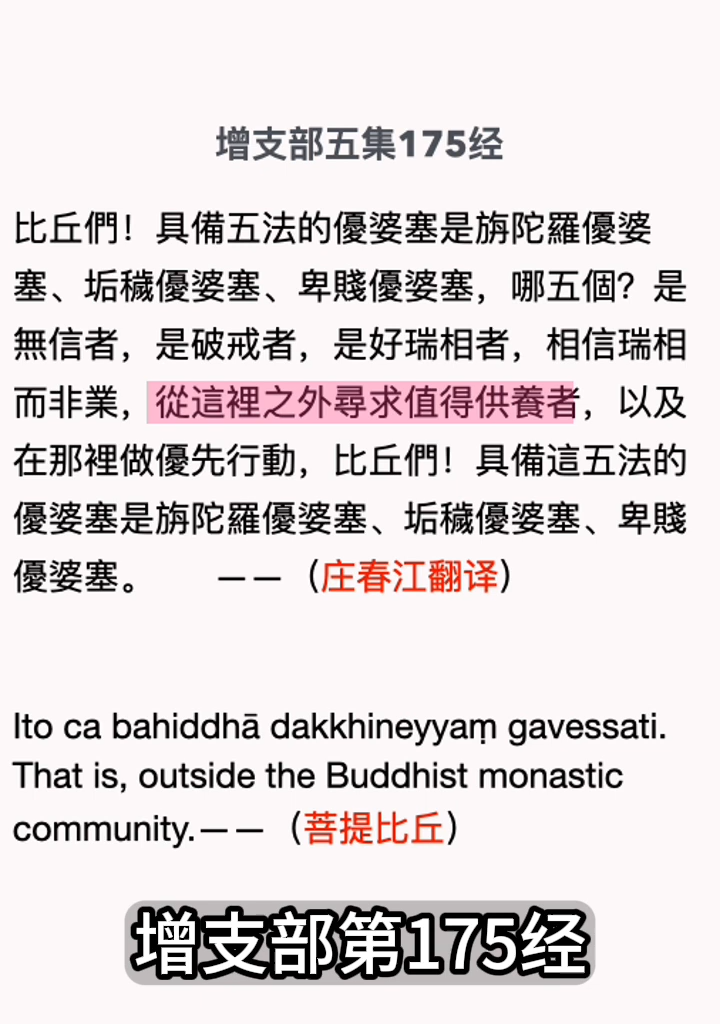 增支部五集175经
比丘們！具備五法的優婆塞是旃陀羅優婆
塞、垢穢優婆塞、卑賤優婆塞，哪五個？是
無信者，是破戒者，是好瑞相者，相信瑞相
而非業，從這裡之外尋求值得供養者，以及
在那裡做優先行動，比丘們！具備這五法的
優婆塞是旃陀羅優婆塞、垢穢優婆塞、卑賤
優婆塞。 ——（庄春江翻译）
Ito ca bahiddhā dakkhineyyaṃ gavessati.
That is, outside the Buddhist monastic
community.——（菩提比丘）
增支部第175经